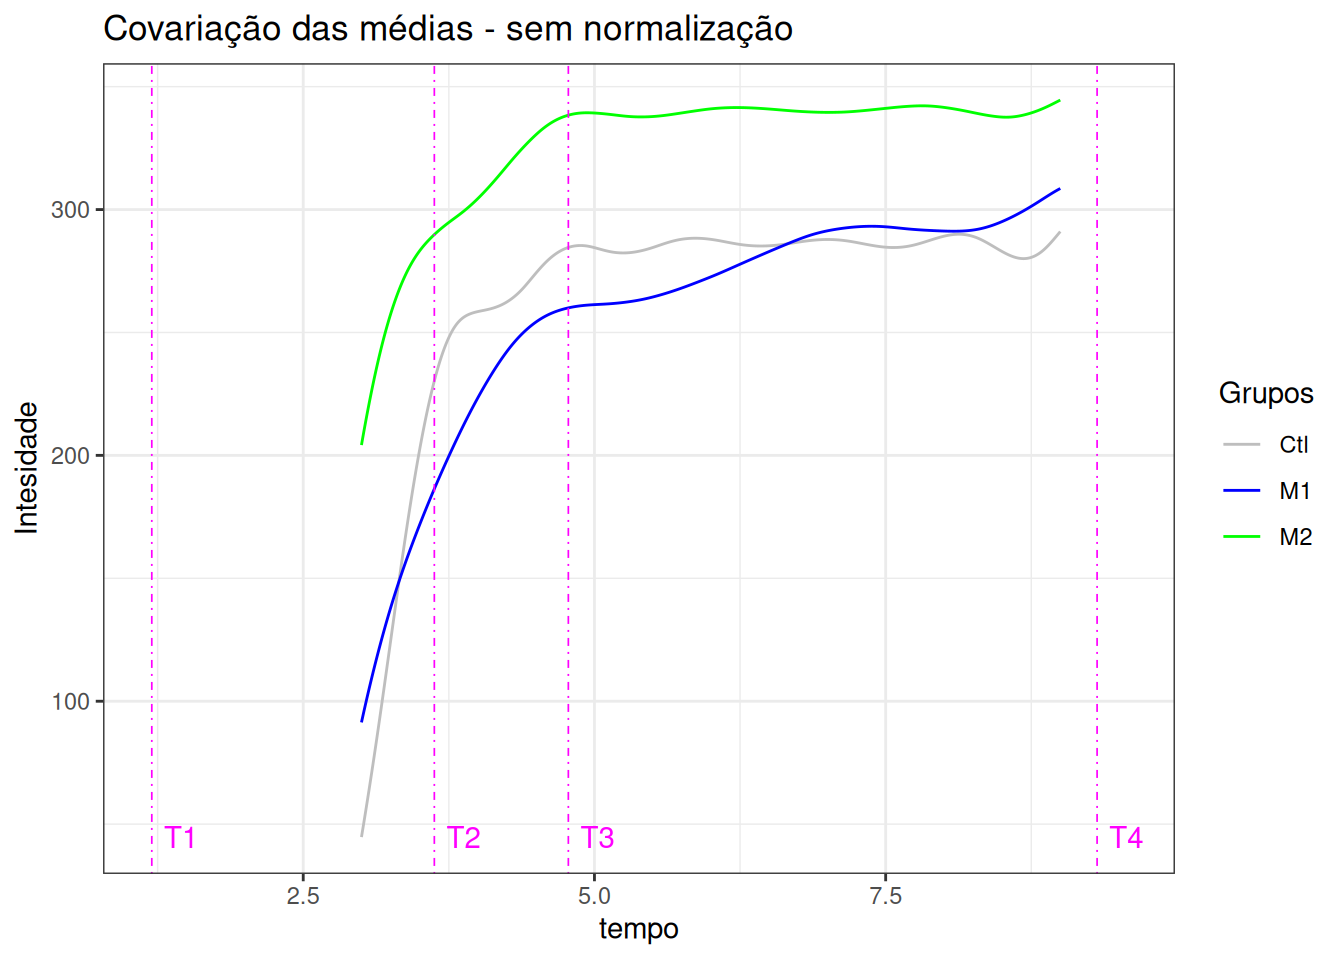 Covariação das médias - sem normalização
Intesidade
300
200
100
T1
T2
T3
T4
2.5
5.0
7.5
tempo
Grupos
Ctl
M1
M2